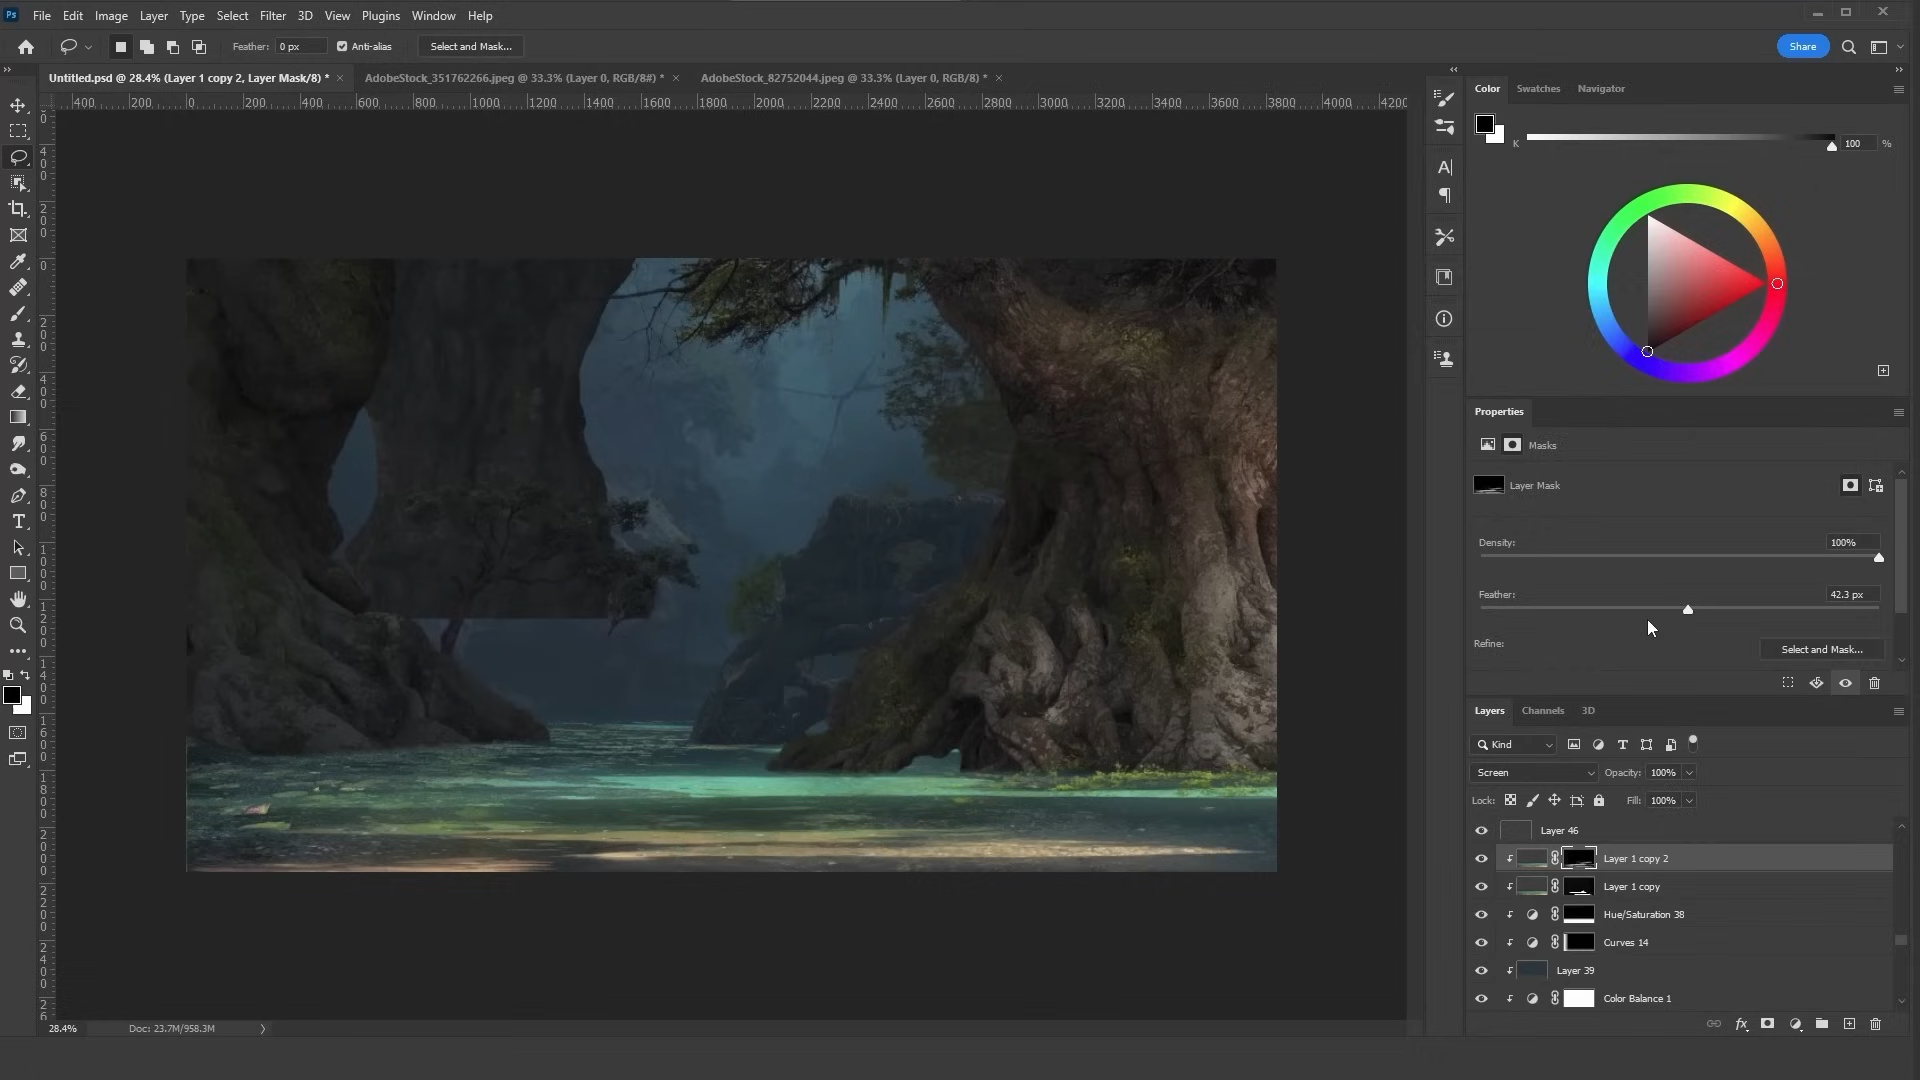 Ps File Edit Image Layer Type Select Filter 3D View Plugins Window Help
Feather: 0 px Anti-alias Select and Mask... Share
Untitled.psd @ 28.4% (Layer 1 copy 2, Layer Mask/8) * AdobeStock_351762266.jpeg @ 33.3% (Layer 0, RGB/8#) * AdobeStock_82752044.jpeg @ 33.3% (Layer 0, RGB/8) *
400 200 0 200 400 600 800 1000 1200 1400 1600 1800 2000 2200 2400 2600 2800 3000 3200 3400 3600 3800 4000 4200
Color Swatches Navigator
K 100 %
Properties
Masks
Layer Mask
Density: 100%
Feather: 42.3 px
Refine: Select and Mask...
Layers Channels 3D
Kind
Screen Opacity: 100%
Lock: Fill: 100%
Layer 46
Layer 1 copy 2
Layer 1 copy
Hue/Saturation 38
Curves 14
Layer 39
Color Balance 1
fx
28.4% Doc: 23.7M/958.3M